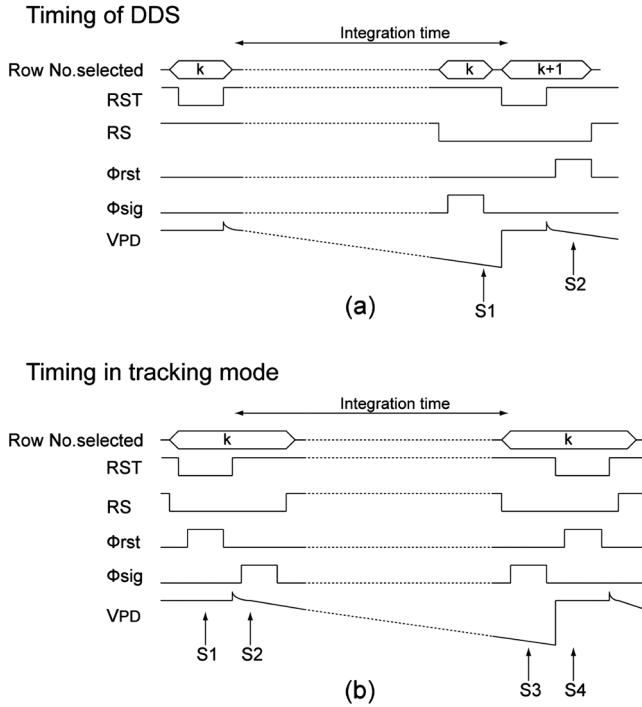 Timing of DDS
Integration time
Row No.selected k k k+1
RST
RS
Φrst
Φsig
VPD
S1 S2
(a)
Timing in tracking mode
Integration time
Row No.selected k k
RST
RS
Φrst
Φsig
VPD
S1 S2 S3 S4
(b)